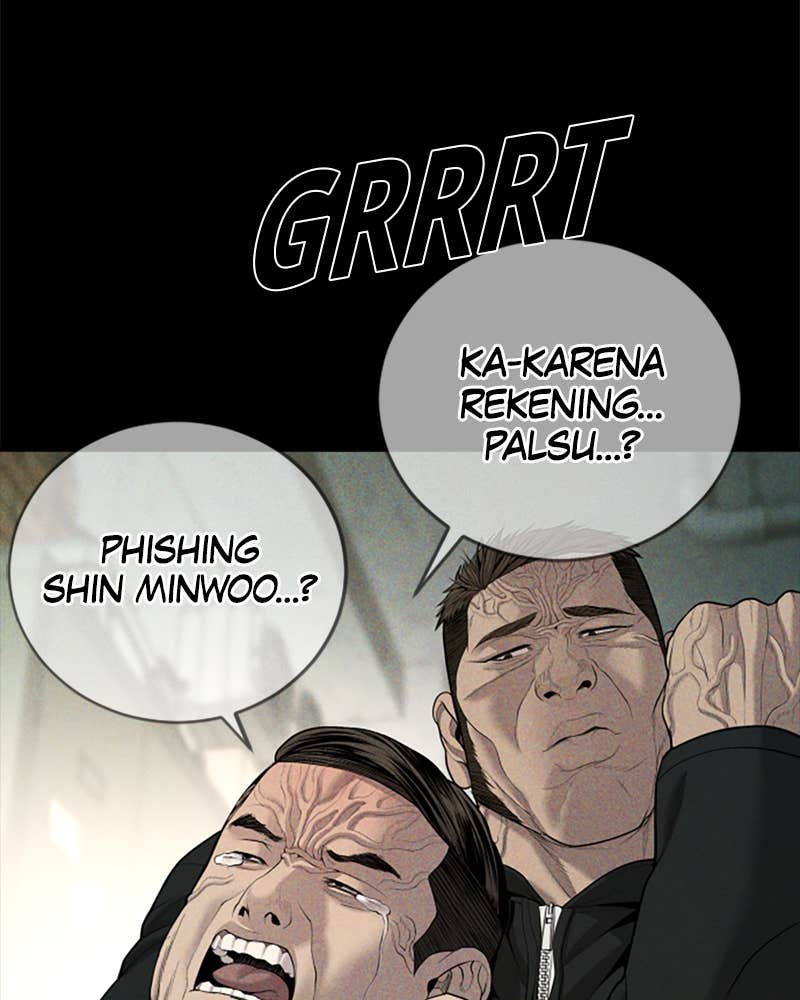 GRRRT
KA-KARENA
REKENING...
PALSU...?
PHISHING
SHIN MINWOO...?